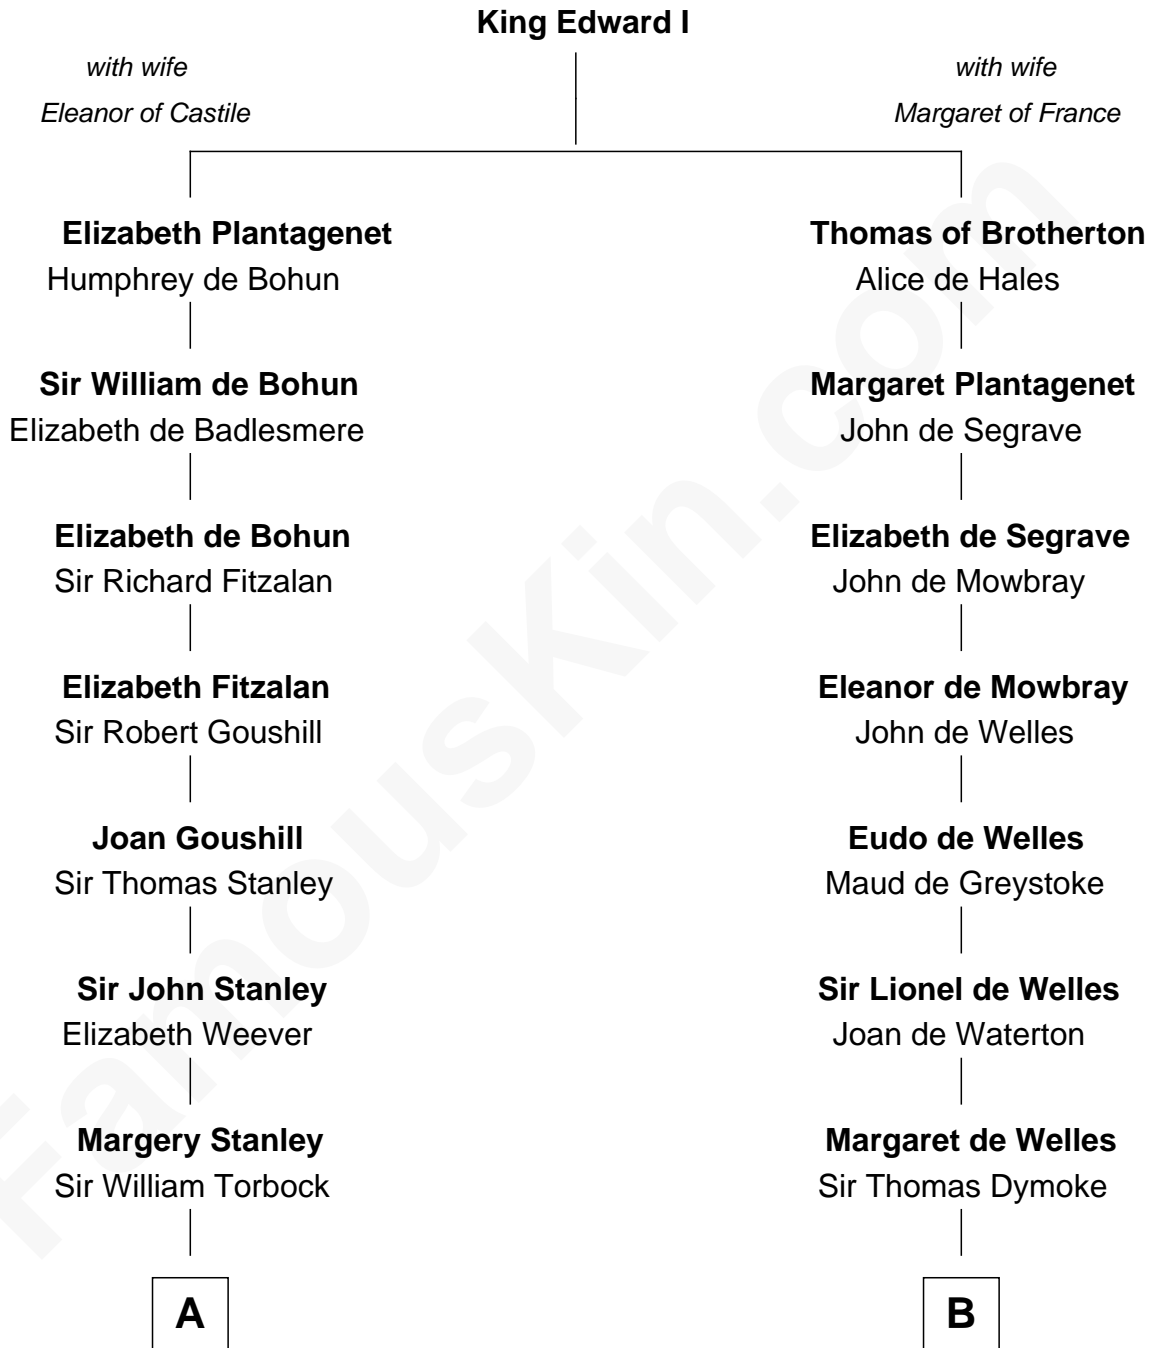 King Edward I
with wife
Eleanor of Castile
with wife
Margaret of France
Elizabeth Plantagenet
Humphrey de Bohun
Thomas of Brotherton
Alice de Hales
Sir William de Bohun
Elizabeth de Badlesmere
Margaret Plantagenet
John de Segrave
Elizabeth de Bohun
Sir Richard Fitzalan
Elizabeth de Segrave
John de Mowbray
Elizabeth Fitzalan
Sir Robert Goushill
Eleanor de Mowbray
John de Welles
Joan Goushill
Sir Thomas Stanley
Eudo de Welles
Maud de Greystoke
Sir John Stanley
Elizabeth Weever
Sir Lionel de Welles
Joan de Waterton
Margery Stanley
Sir William Torbock
Margaret de Welles
Sir Thomas Dymoke
A
B
FamousKin.com